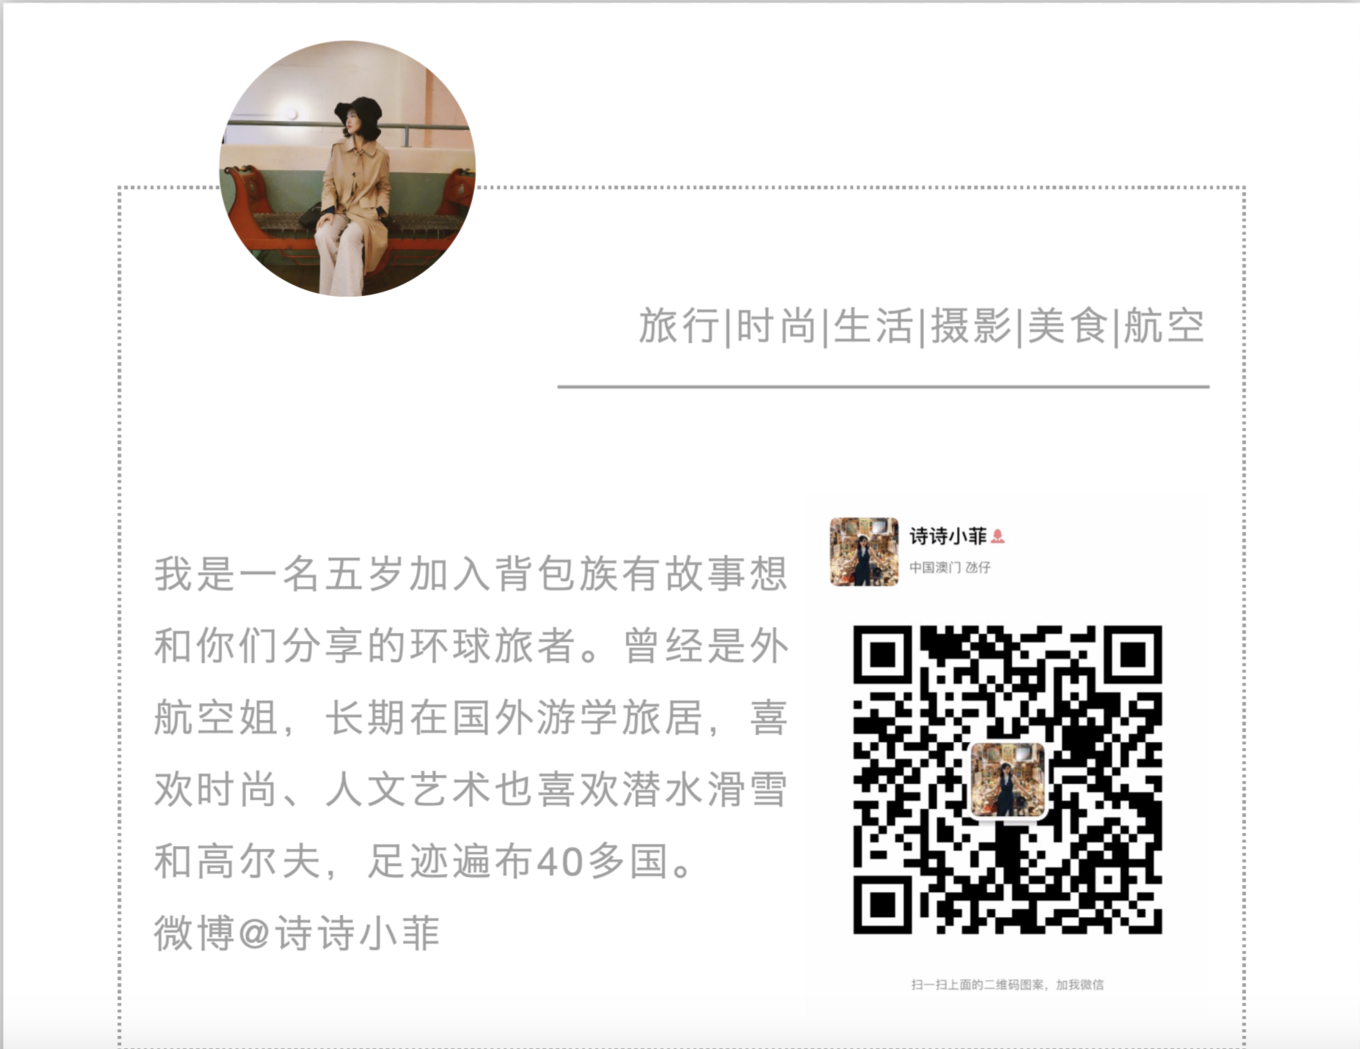 旅行|时尚|生活|摄影|美食|航空
我是一名五岁加入背包族有故事想
和你们分享的环球旅者。曾经是外
航空姐，长期在国外游学旅居，喜
欢时尚、人文艺术也喜欢潜水滑雪
和高尔夫，足迹遍布40多国。
微博@诗诗小菲
诗诗小菲
中国澳门 氹仔
扫一扫上面的二维码图案，加我微信